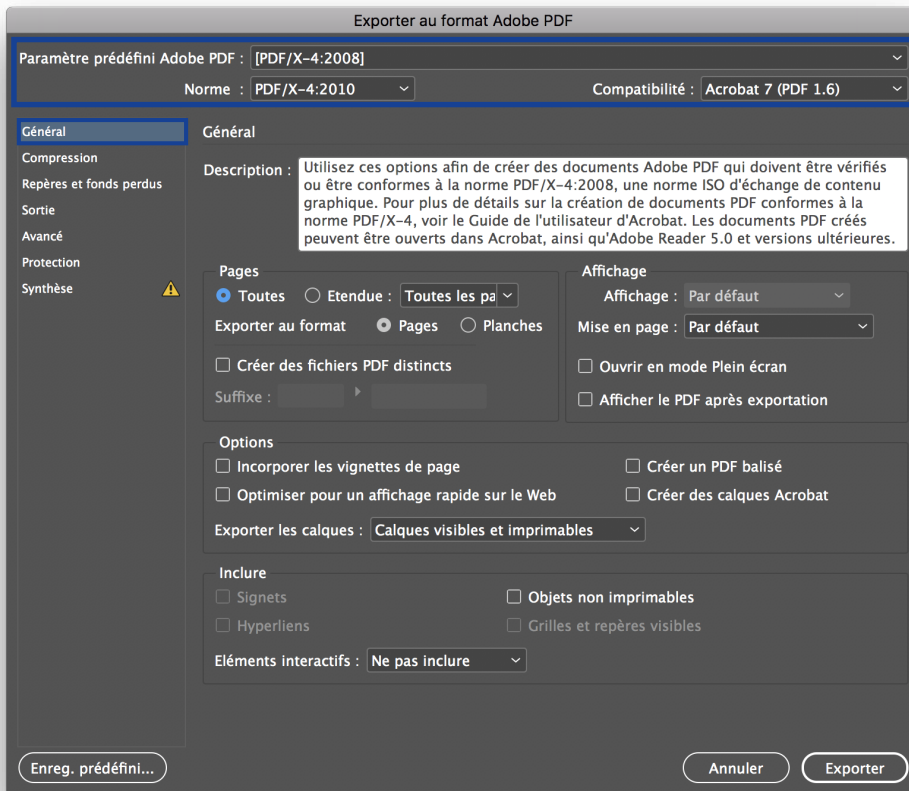 Exporter au format Adobe PDF
Paramètre prédéfini Adobe PDF : [PDF/X-4:2008]
Norme : PDF/X-4:2010 Compatibilité : Acrobat 7 (PDF 1.6)
Général
Compression
Repères et fonds perdus
Sortie
Avancé
Protection
Synthèse
Général
Description : Utilisez ces options afin de créer des documents Adobe PDF qui doivent être vérifiés
ou être conformes à la norme PDF/X-4:2008, une norme ISO d'échange de contenu
graphique. Pour plus de détails sur la création de documents PDF conformes à la
norme PDF/X-4, voir le Guide de l'utilisateur d'Acrobat. Les documents PDF créés
peuvent être ouverts dans Acrobat, ainsi qu'Adobe Reader 5.0 et versions ultérieures.
Pages
Toutes Etendue : Toutes les pa
Exporter au format Pages Planches
Créer des fichiers PDF distincts
Suffixe :
Affichage
Affichage : Par défaut
Mise en page : Par défaut
Ouvrir en mode Plein écran
Afficher le PDF après exportation
Options
Incorporer les vignettes de page Créer un PDF balisé
Optimiser pour un affichage rapide sur le Web Créer des calques Acrobat
Exporter les calques : Calques visibles et imprimables
Inclure
Signets Objets non imprimables
Hyperliens Grilles et repères visibles
Eléments interactifs : Ne pas inclure
Enreg. prédéfini... Annuler Exporter